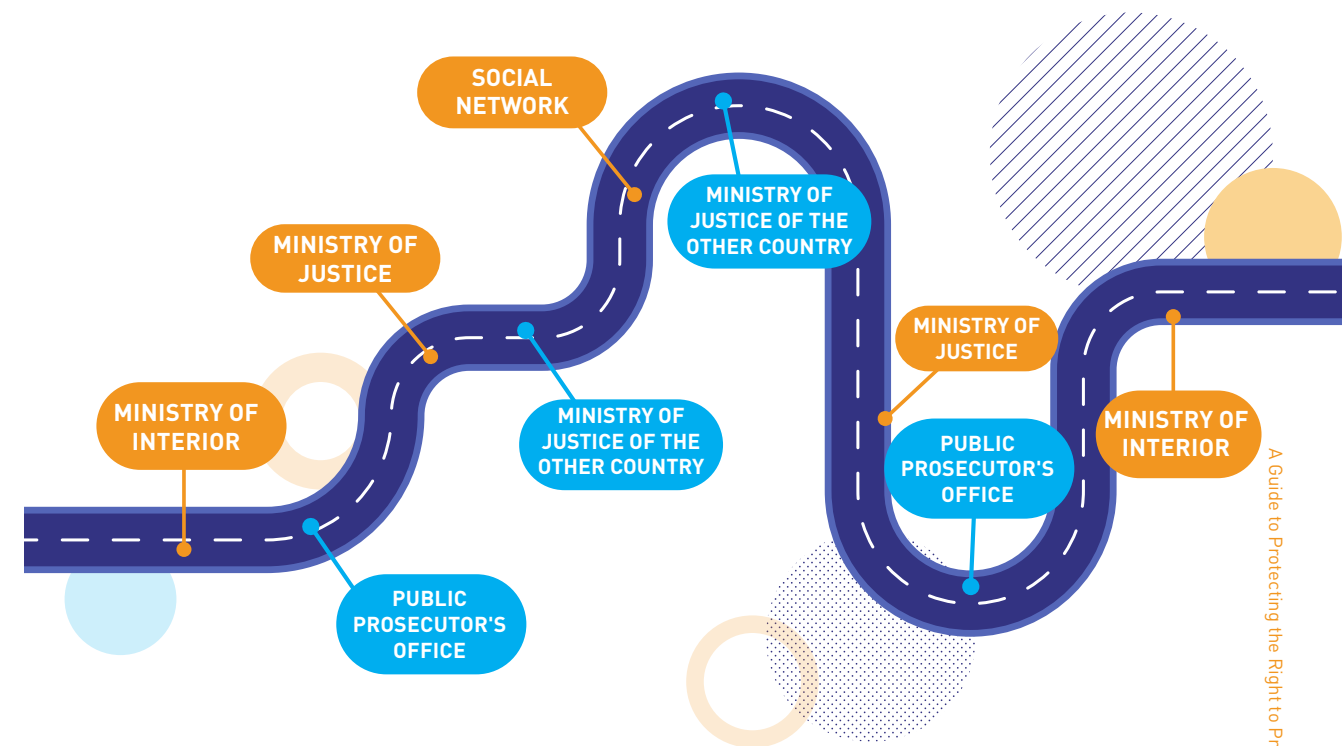 SOCIAL
NETWORK
MINISTRY OF
JUSTICE OF THE
OTHER COUNTRY
MINISTRY OF
JUSTICE
MINISTRY OF
JUSTICE
MINISTRY OF
INTERIOR
MINISTRY OF
JUSTICE OF THE
OTHER COUNTRY
PUBLIC
PROSECUTOR'S
OFFICE
MINISTRY OF
INTERIOR
PUBLIC
PROSECUTOR'S
OFFICE
A Guide to Protecting the Right to Pr